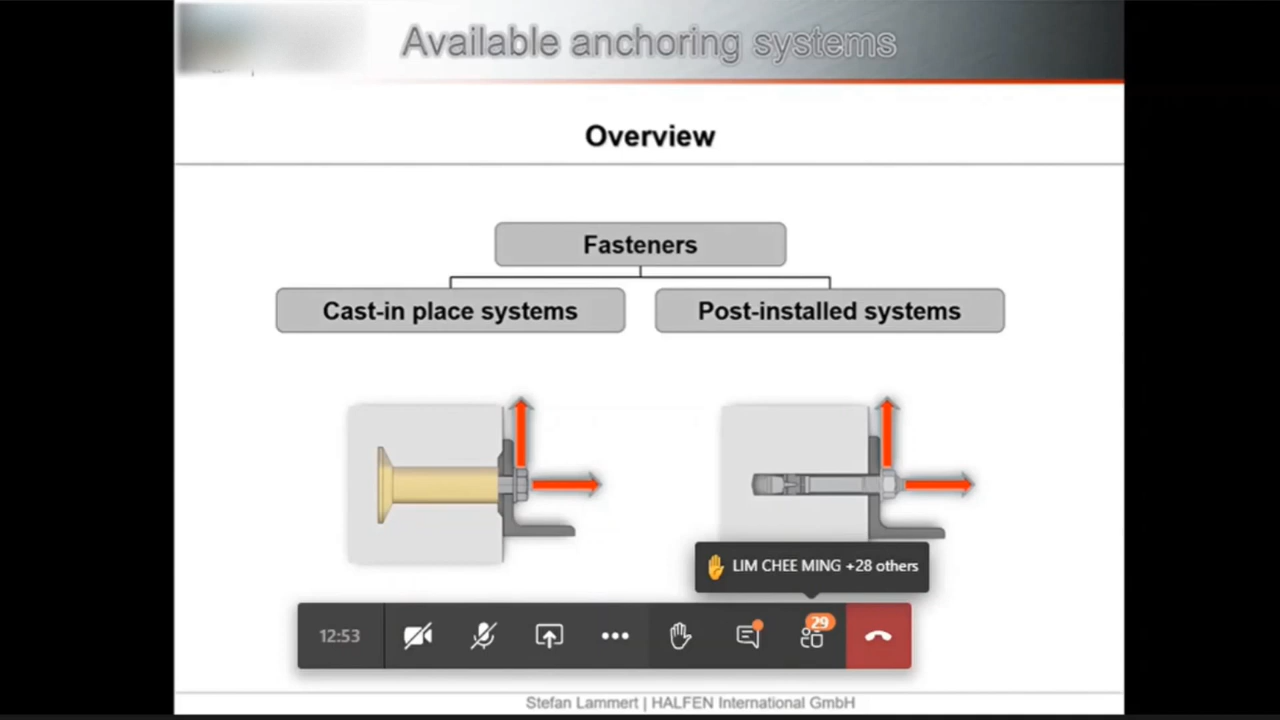 Available anchoring systems
Overview
Fasteners
Cast-in place systems
Post-installed systems
LIM CHEE MING +28 others
12:53
29
Stefan Lammert | HALFEN International GmbH